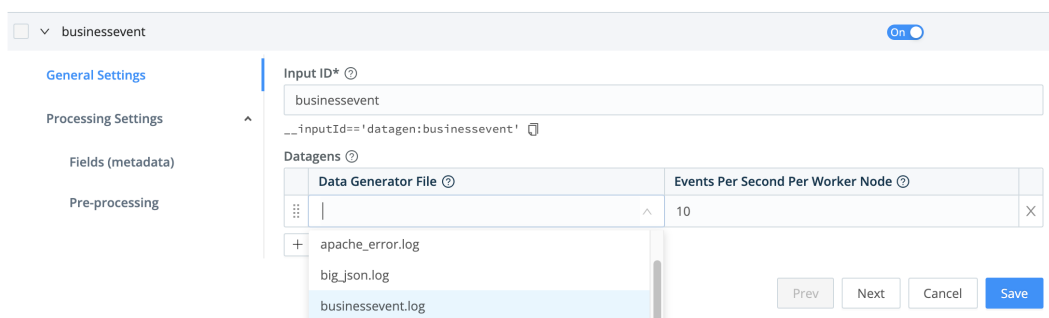 businessevent
On
General Settings
Input ID*
businessevent
Processing Settings
__inputId=='datagen:businessevent'
Datagens
Fields (metadata)
Data Generator File
Events Per Second Per Worker Node
Pre-processing
10
apache_error.log
big_json.log
businessevent.log
Prev
Next
Cancel
Save